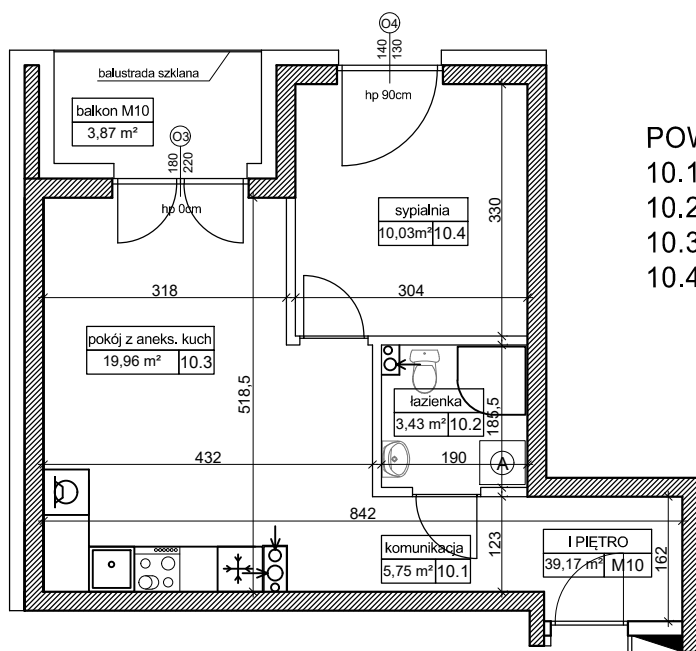 O4
140
130
balustrada szklana
hp 90cm
balkon M10
3,87 m²
O3
180
220
hp 0cm
POW
10.1
10.2
10.3
10.4
sypialnia
10,03m² 10.4
330
318
304
pokój z aneks. kuch
19,96 m² 10.3
518,5
łazienka
3,43 m² 10.2
185,5
432
190
A
842
komunikacja
5,75 m² 10.1
123
I PIĘTRO
39,17 m² M10
162